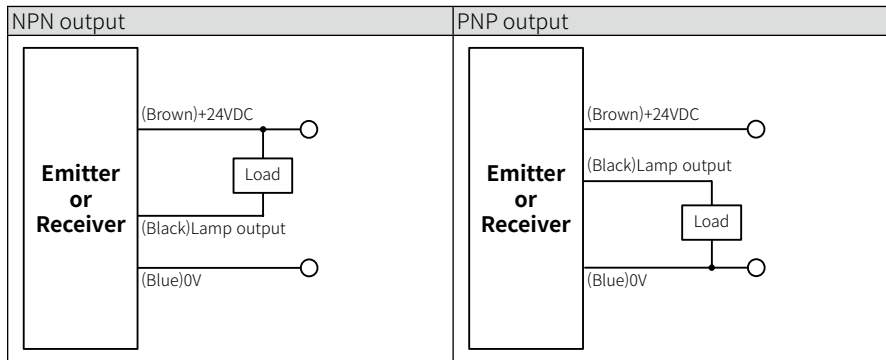 NPN output
PNP output
(Brown)+24VDC
Load
Emitter
or
Receiver
(Black)Lamp output
(Blue)0V
(Brown)+24VDC
(Black)Lamp output
Emitter
or
Receiver
Load
(Blue)0V